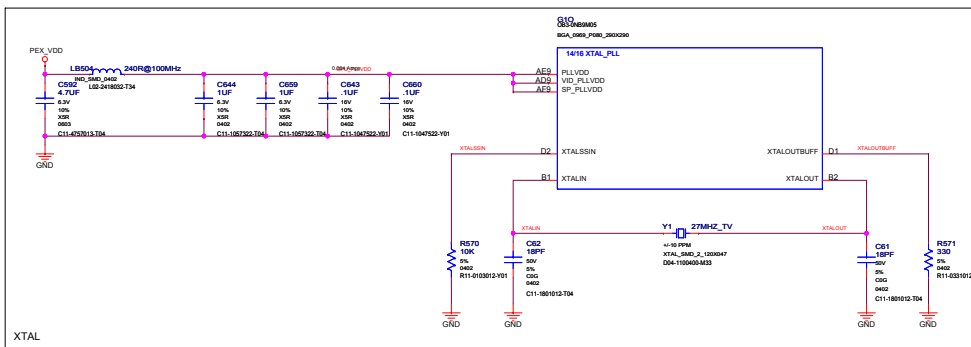 G1O
OB3-0NB9M05
BGA_0969_P080_290X290
14/16 XTAL_PLL
PEX_VDD
LB504 240R@100MHz
IND_SMD_0402
L02-2418032-T34
C592
4.7UF
6.3V
10%
X5R
0603
C11-4757013-T04
C644
1UF
6.3V
10%
X5R
0402
C11-1057322-T04
C659
1UF
6.3V
10%
X5R
0402
C11-1057322-T04
C643
.1UF
16V
10%
X5R
0402
C11-1047522-Y01
C660
.1UF
16V
10%
X5R
0402
C11-1047522-Y01
GND
AE9 PLLVDD
AD9 VID_PLLVDD
AF9 SP_PLLVDD
XTALSSIN D2 XTALSSIN
XTALOUTBUFF D1 XTALOUTBUFF
B1 XTALIN
XTALOUT B2
XTALIN
Y1 27MHZ_TV
XTALOUT
+/-10 PPM
XTAL_SMD_2_120X047
D04-1100400-M33
R570
10K
5%
0402
R11-0103012-Y01
C62
18PF
50V
5%
C0G
0402
C11-1801012-T04
C61
18PF
50V
5%
C0G
0402
C11-1801012-T04
R571
330
5%
0402
R11-0331012
GND
GND
GND
GND
XTAL